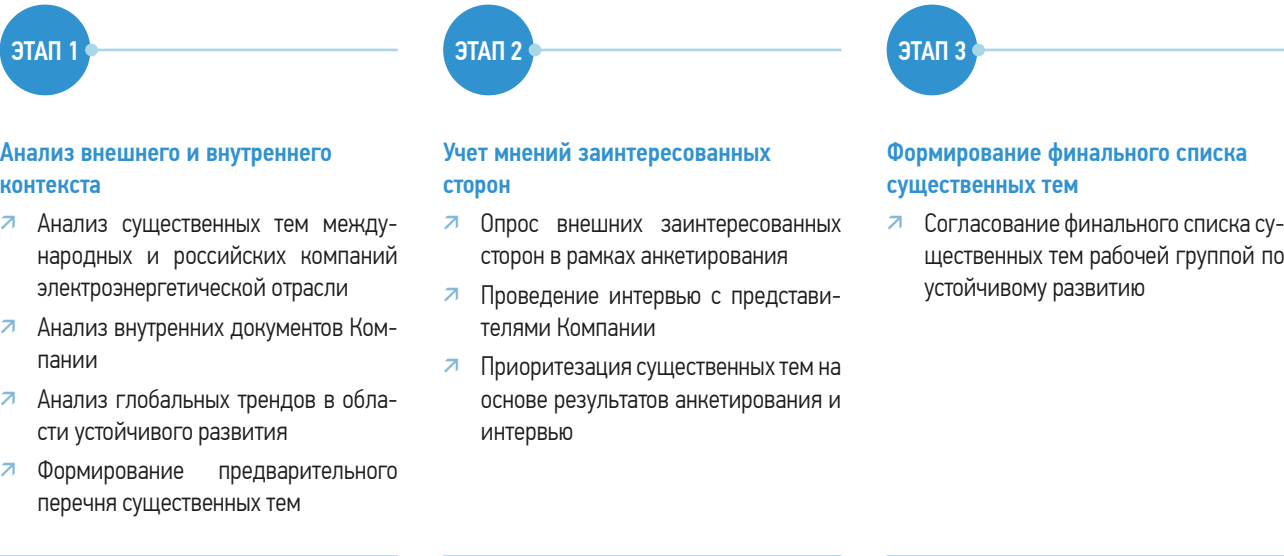 ЭТАП 1
Анализ внешнего и внутреннего
контекста
Анализ существенных тем между-
народных и российских компаний
электроэнергетической отрасли
Анализ внутренних документов Ком-
пании
Анализ глобальных трендов в обла-
сти устойчивого развития
Формирование предварительного
перечня существенных тем
ЭТАП 2
Учет мнений заинтересованных
сторон
Опрос внешних заинтересованных
сторон в рамках анкетирования
Проведение интервью с представи-
телями Компании
Приоритезация существенных тем на
основе результатов анкетирования и
интервью
ЭТАП 3
Формирование финального списка
существенных тем
Согласование финального списка су-
щественных тем рабочей группой по
устойчивому развитию